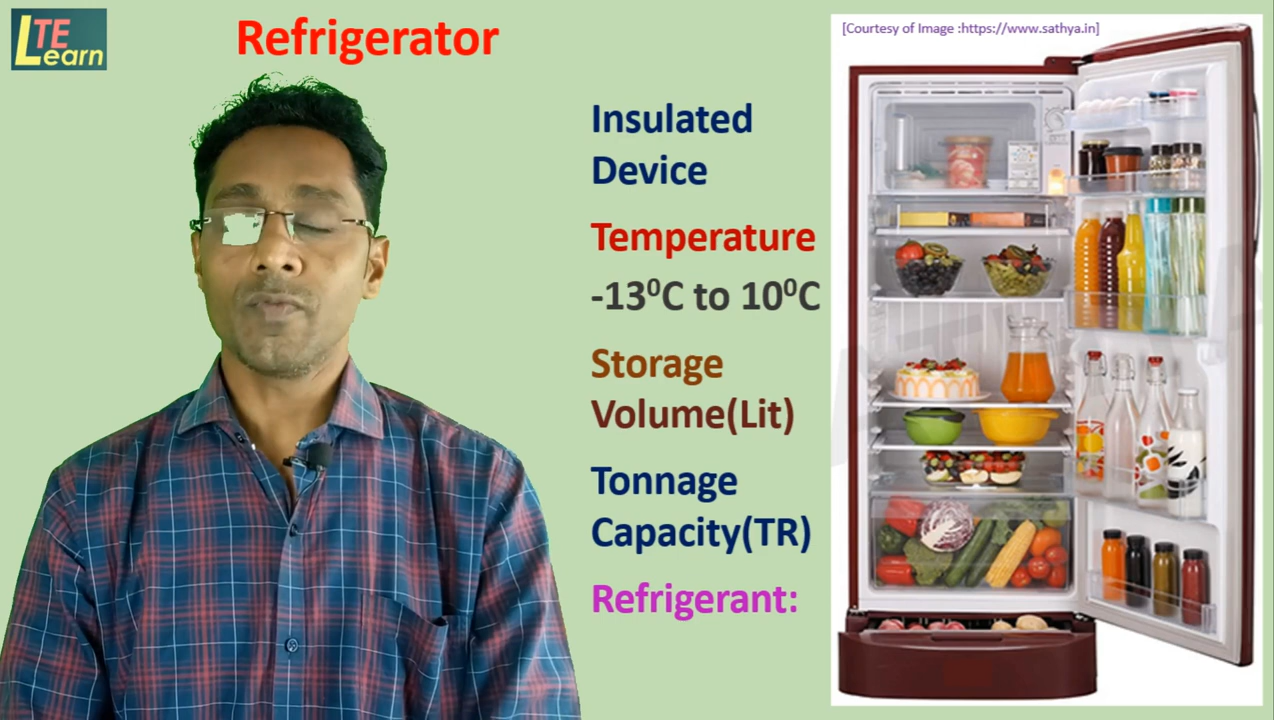 LTE
Learn
Refrigerator
[Courtesy of Image :https://www.sathya.in]
Insulated
Device
Temperature
-13⁰C to 10⁰C
Storage
Volume(Lit)
Tonnage
Capacity(TR)
Refrigerant: